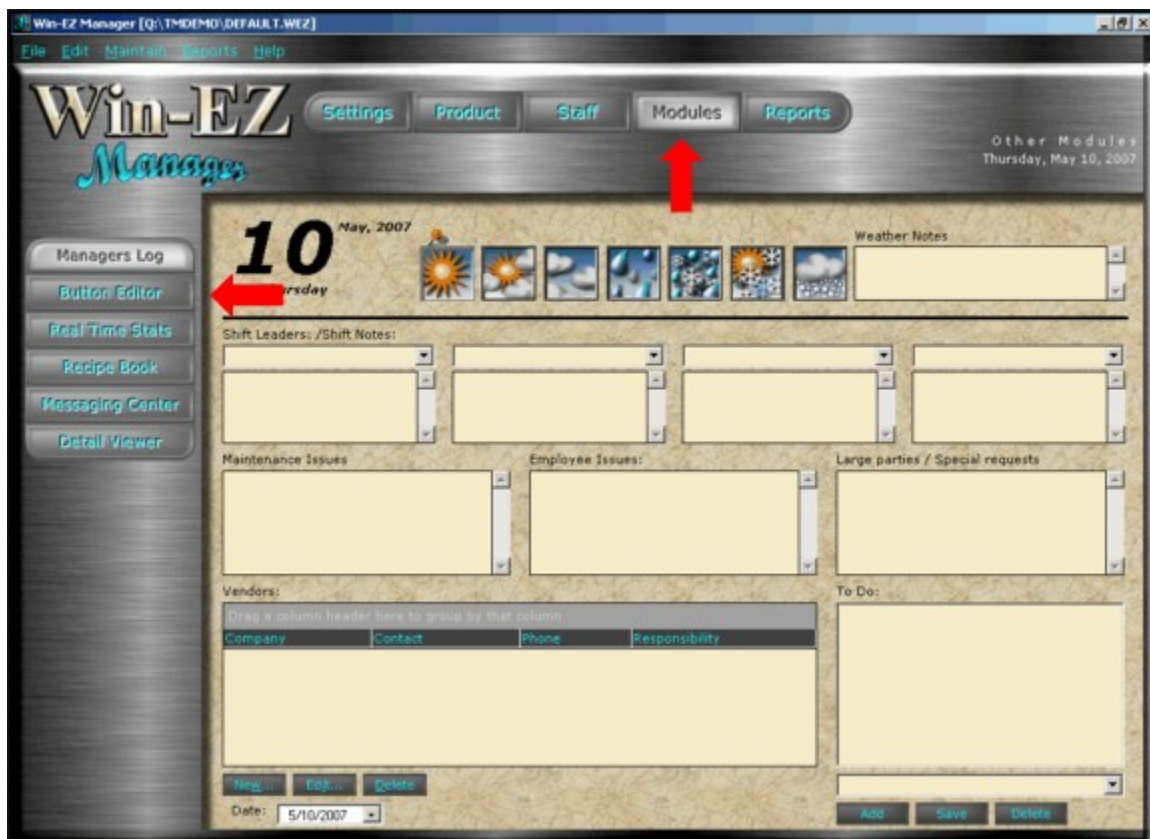 Win-EZ Manager [Q:\TMDEMO\DEFAULT.WEZ]
File Edit Maintain Reports Help
Win-EZ
Manager
Settings Product Staff Modules Reports
Other Modules
Thursday, May 10, 2007
Managers Log
Button Editor
Real Time Stats
Recipe Book
Messaging Center
Detail Viewer
10 May, 2007
Weather Notes
Shift Leaders: /Shift Notes:
Maintenance Issues Employee Issues: Large parties / Special requests
Vendors: To Do:
Drag a column header here to group by that column
Company Contact Phone Responsibility
New... Edit... Delete
Date: 5/10/2007
Add Save Delete